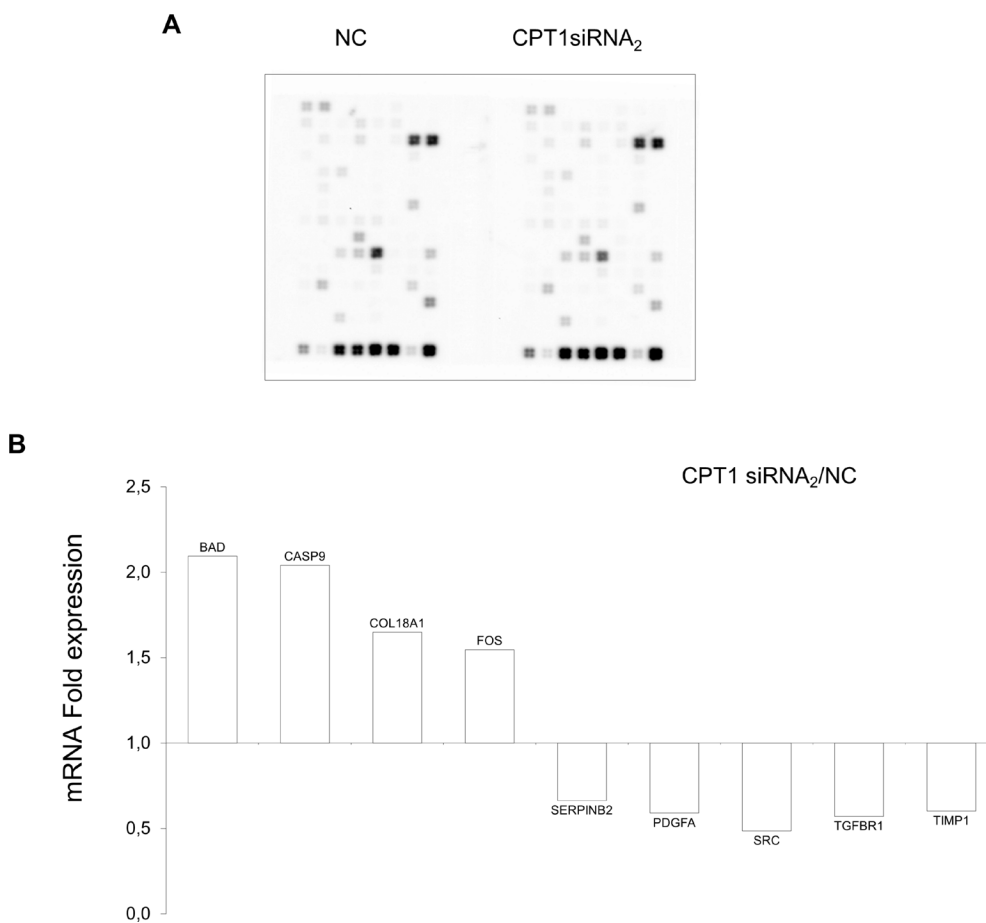 A
NC CPT1siRNA₂
B
CPT1 siRNA₂/NC
mRNA Fold expression
2,5
2,0
1,5
1,0
0,5
0,0
BAD
CASP9
COL18A1
FOS
SERPINB2
PDGFA
SRC
TGFBR1
TIMP1